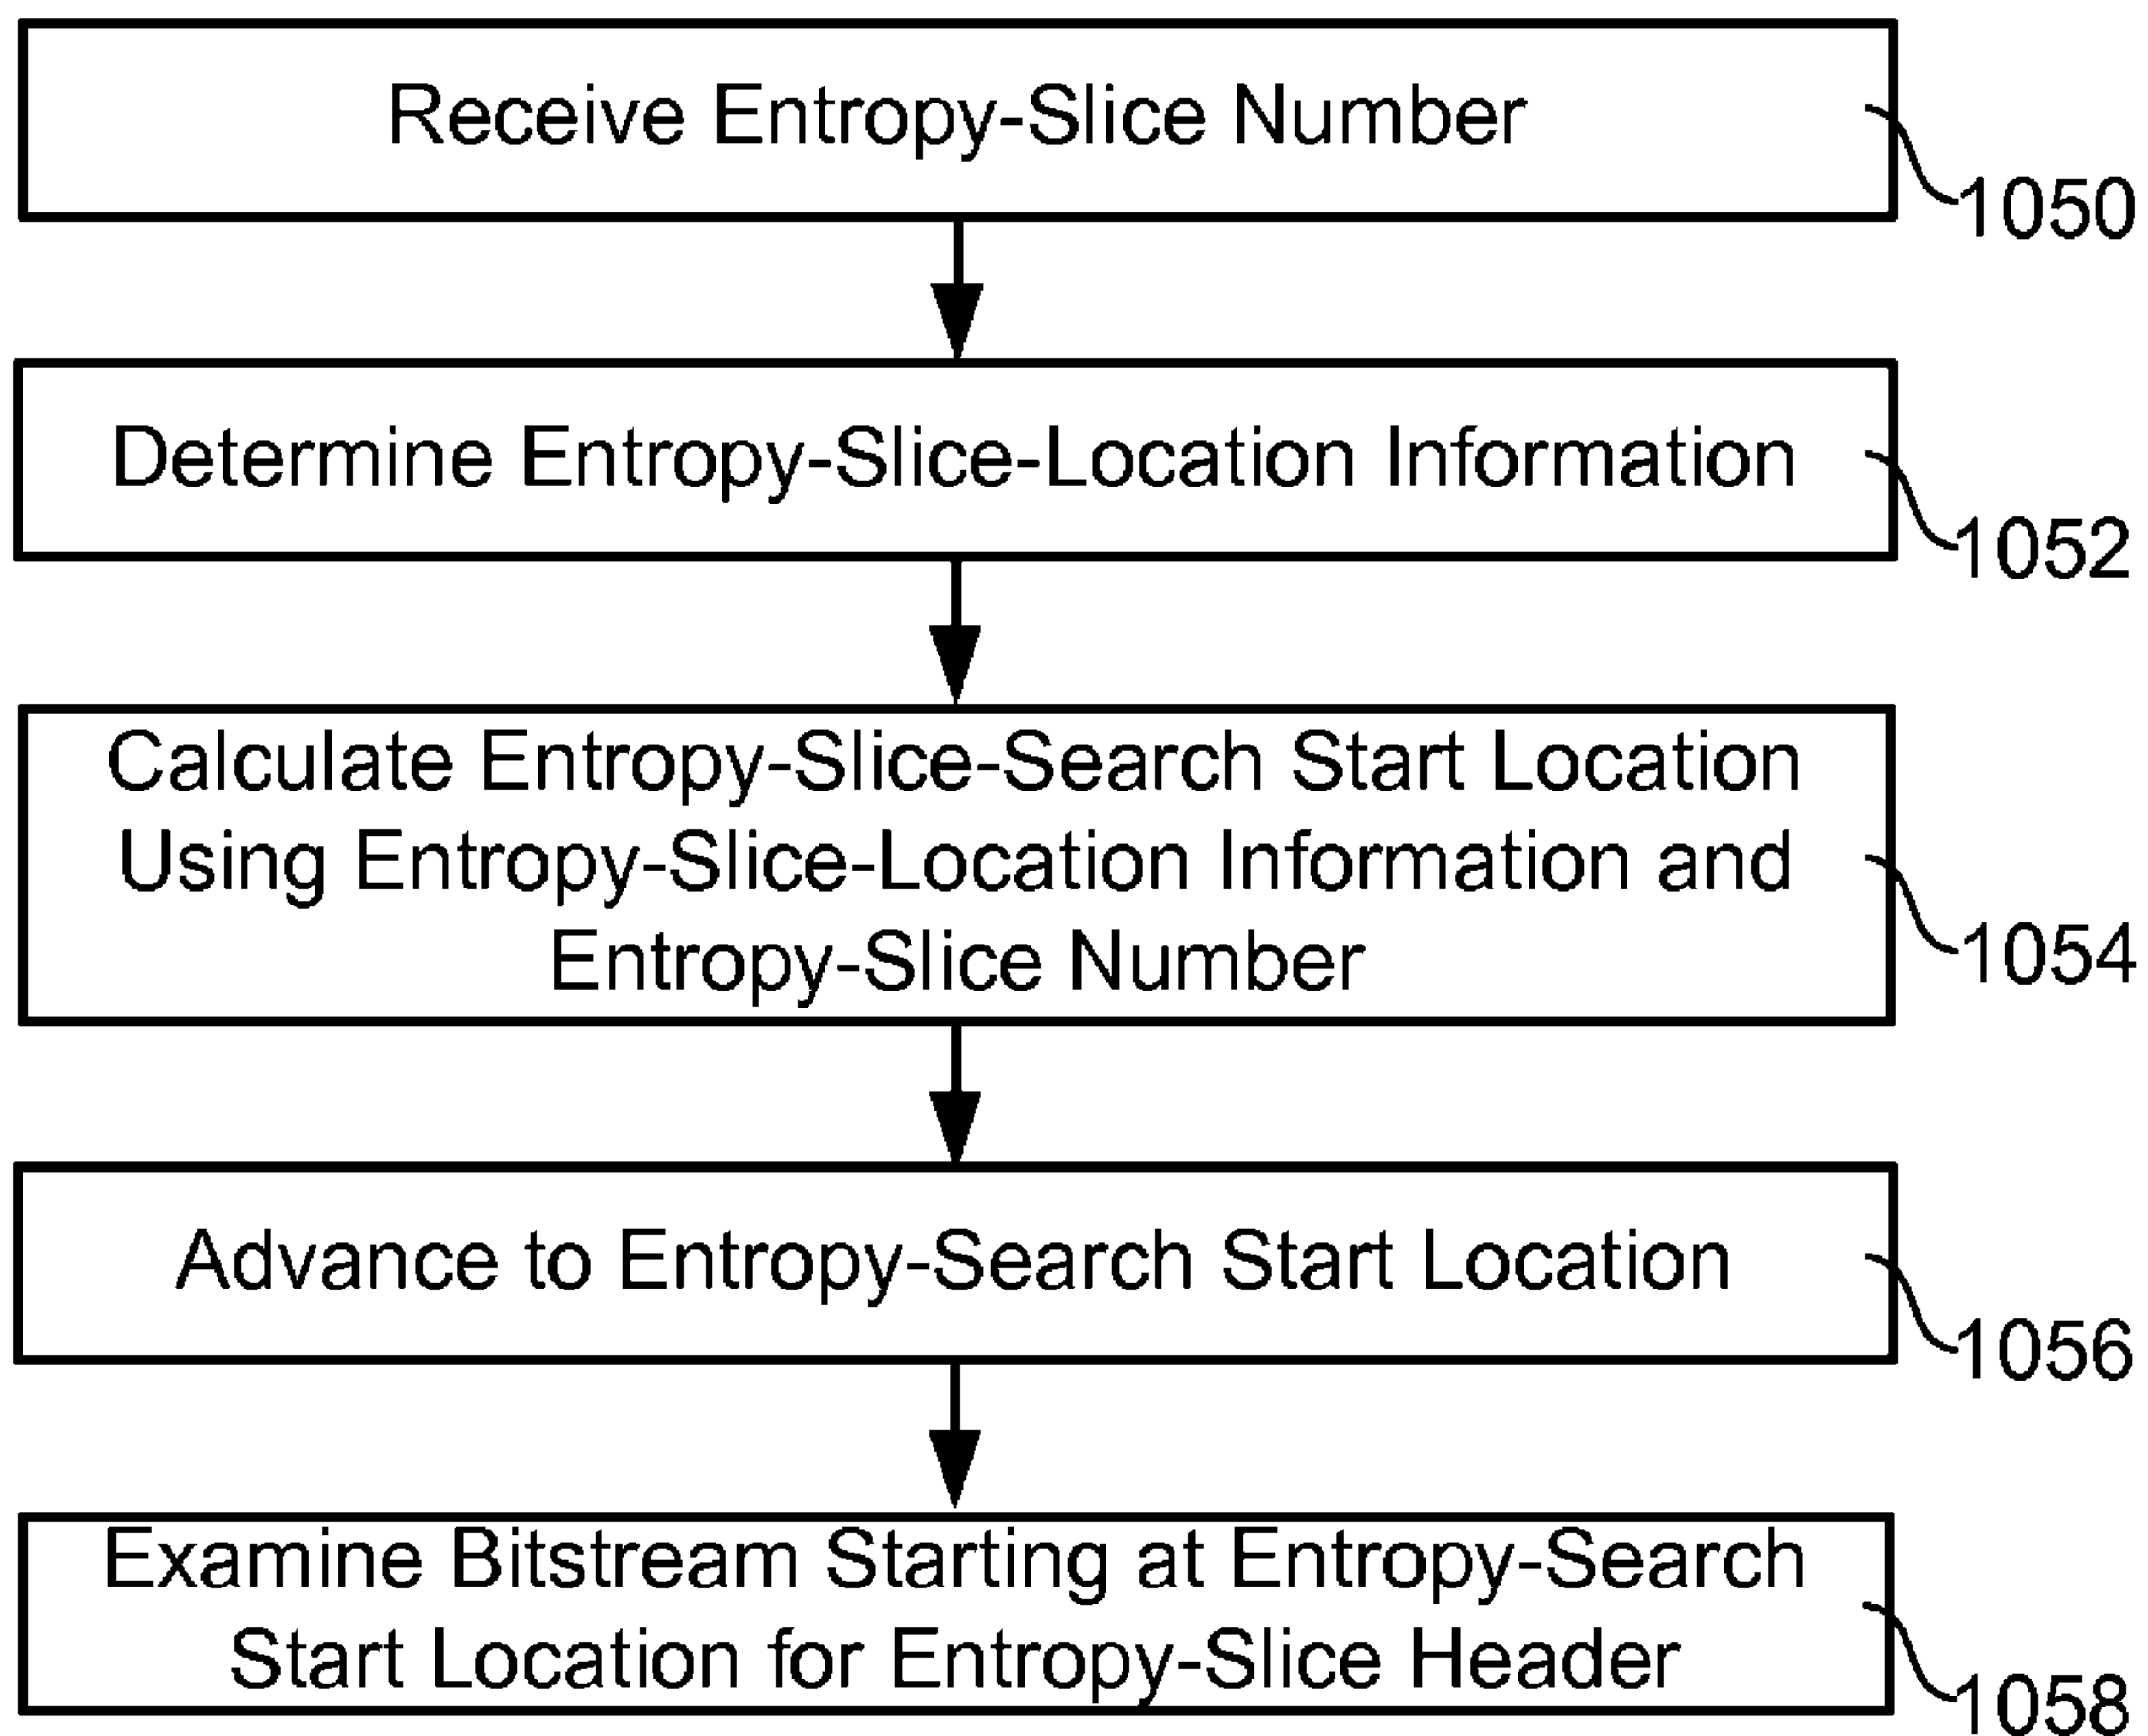 Receive Entropy-Slice Number
1050
Determine Entropy-Slice-Location Information
1052
Calculate Entropy-Slice-Search Start Location
Using Entropy-Slice-Location Information and
Entropy-Slice Number
1054
Advance to Entropy-Search Start Location
1056
Examine Bitstream Starting at Entropy-Search
Start Location for Entropy-Slice Header
1058